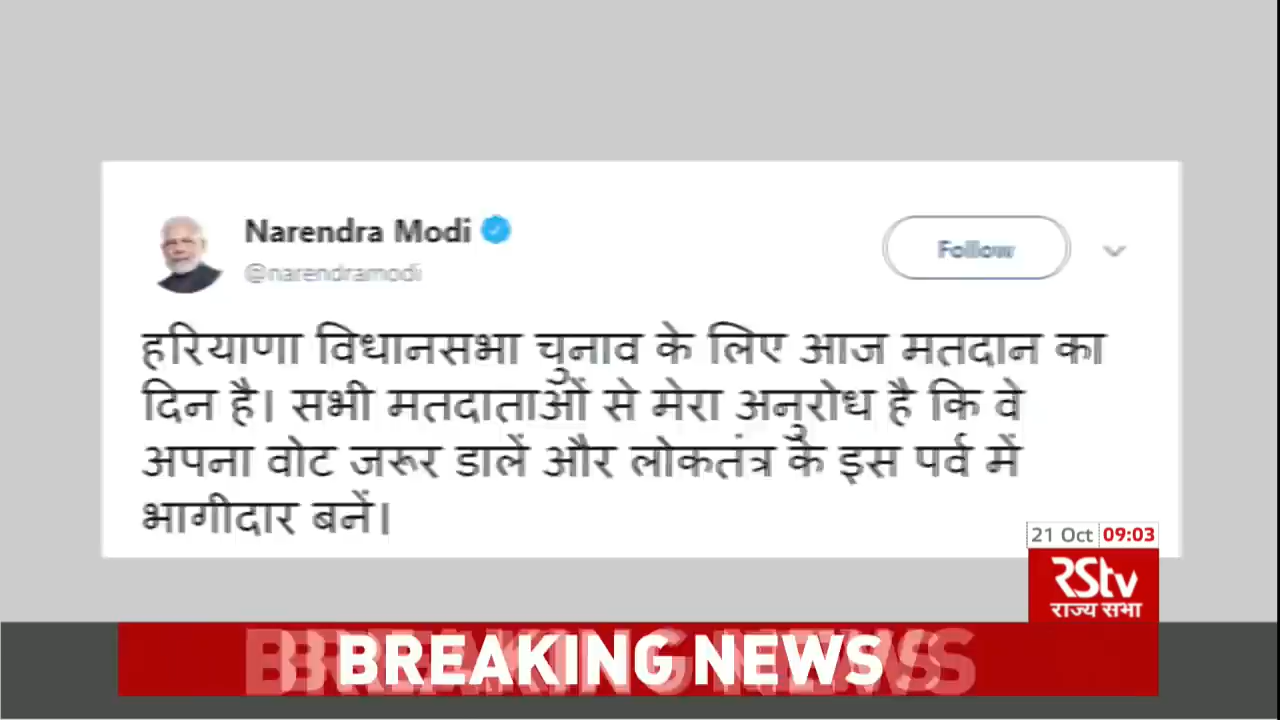 Narendra Modi
@narendramodi
Follow
हरियाणा विधानसभा चुनाव के लिए आज मतदान का
दिन है। सभी मतदाताओं से मेरा अनुरोध है कि वे
अपना वोट जरूर डालें और लोकतंत्र के इस पर्व में
भागीदार बनें।
21 Oct 09:03
RStv
राज्य सभा
BREAKING NEWS